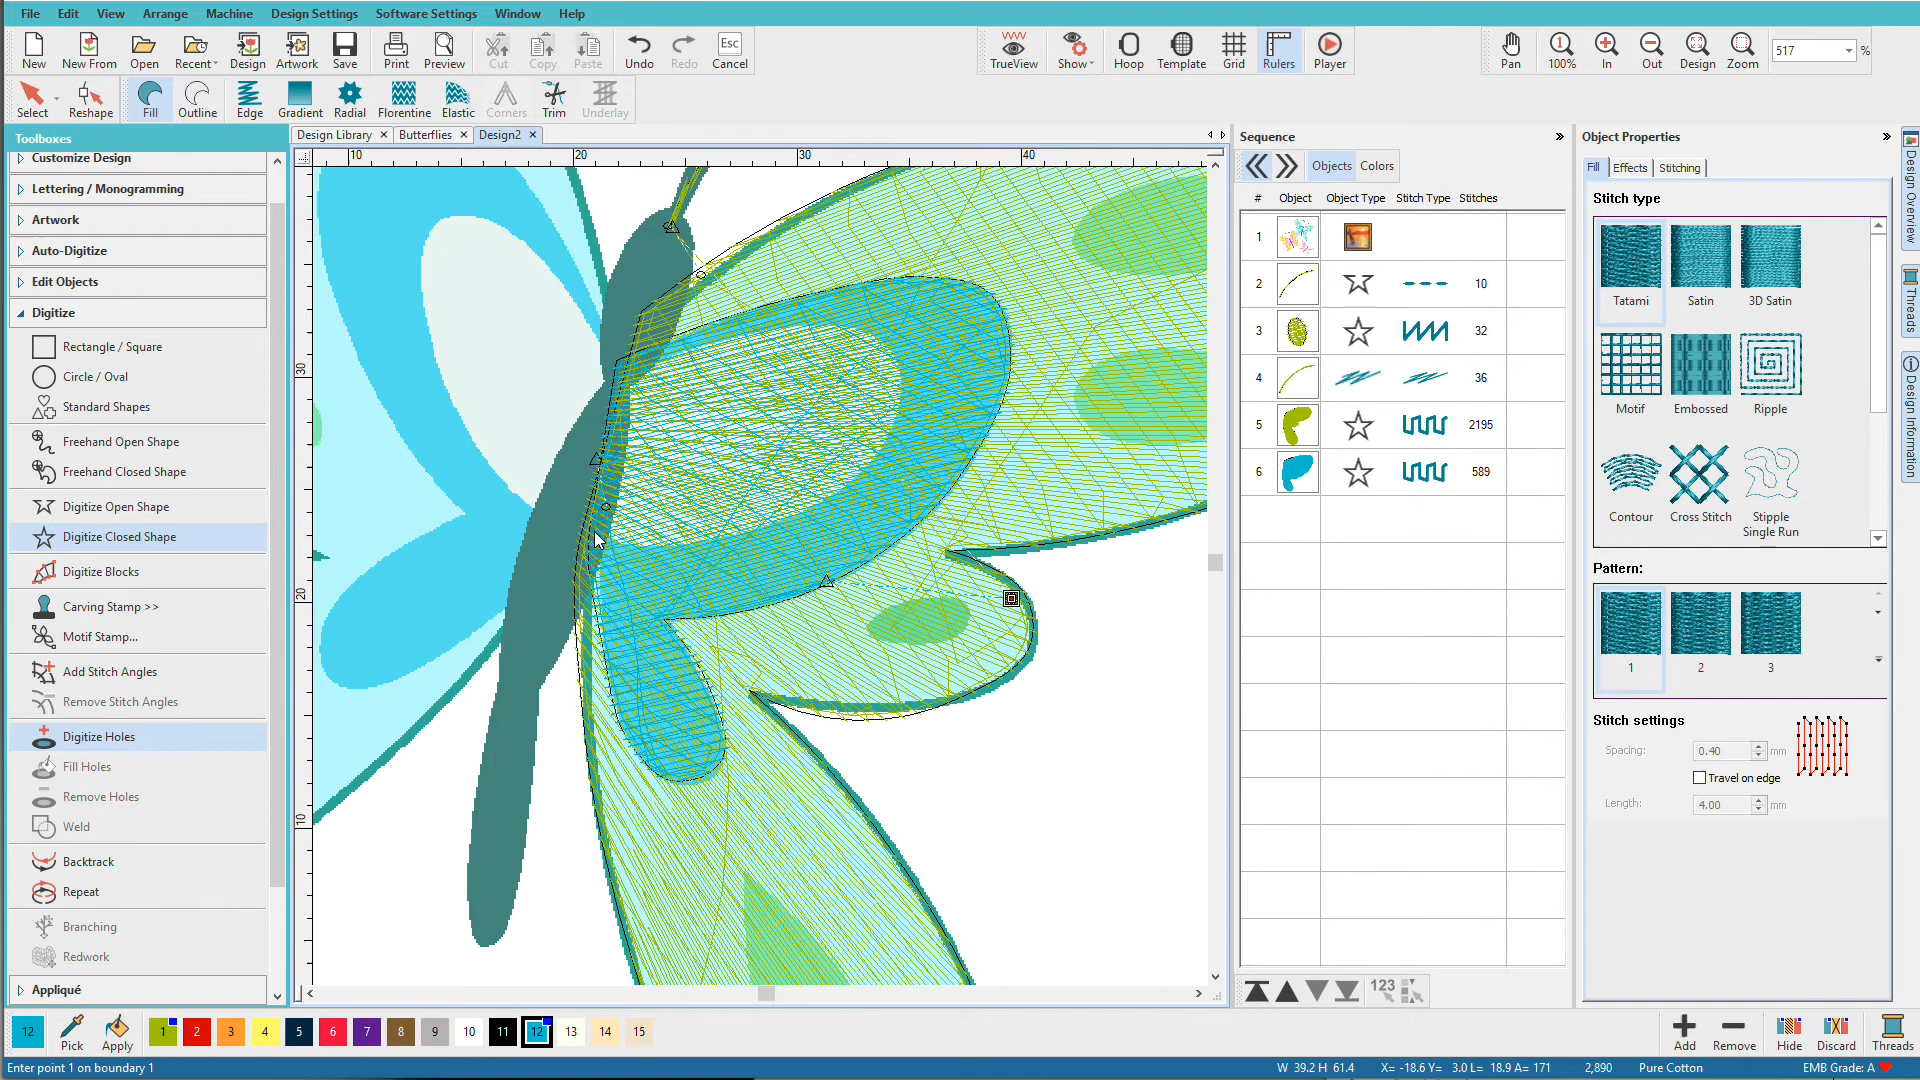 File Edit View Arrange Machine Design Settings Software Settings Window Help
New New From Open Recent Design Artwork Save Print Preview Cut Copy Paste Undo Redo Esc Cancel TrueView Show Hoop Template Grid Rulers Player Pan 1 100% In Out Design Zoom 517 %
Select Reshape Fill Outline Edge Gradient Radial Florentine Elastic Corners Trim Underlay
Toolboxes
Customize Design
Lettering / Monogramming
Artwork
Auto-Digitize
Edit Objects
Digitize
Rectangle / Square
Circle / Oval
Standard Shapes
Freehand Open Shape
Freehand Closed Shape
Digitize Open Shape
Digitize Closed Shape
Digitize Blocks
Carving Stamp >>
Motif Stamp...
Add Stitch Angles
Remove Stitch Angles
Digitize Holes
Fill Holes
Remove Holes
Weld
Backtrack
Repeat
Branching
Redwork
Appliqué
Design Library Butterflies Design2
10 20 30 40
30
20
10
Sequence
Objects Colors
# Object Object Type Stitch Type Stitches
1
2 10
3 32
4 36
5 2195
6 589
123
Object Properties
Fill Effects Stitching
Stitch type
Tatami Satin 3D Satin
Motif Embossed Ripple
Contour Cross Stitch Stipple Single Run
Pattern:
1 2 3
Stitch settings
Spacing: 0.40 mm
Travel on edge
Length: 4.00 mm
Design Overview
Threads
Design Information
12 Pick Apply 1 2 3 4 5 6 7 8 9 10 11 12 13 14 15 Add Remove Hide Discard Threads
Enter point 1 on boundary 1 W 39.2 H 61.4 X= -18.6 Y= 3.0 L= 18.9 A= 171 2,890 Pure Cotton EMB Grade: A